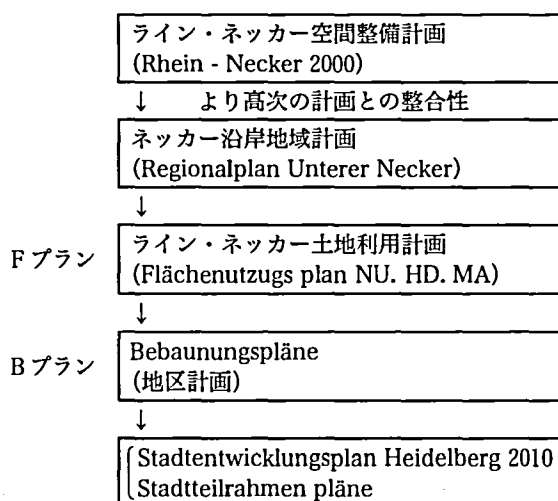 ライン・ネッカー空間整備計画
(Rhein - Necker 2000)
↓ より高次の計画との整合性
ネッカー沿岸地域計画
(Regionalplan Unterer Necker)
↓
Fプラン ライン・ネッカー土地利用計画
(Flächenutzugs plan NU. HD. MA)
↓
Bプラン Bebaunungspläne
(地区計画)
↓
Stadtentwicklungsplan Heidelberg 2010
Stadtteilrahmen pläne